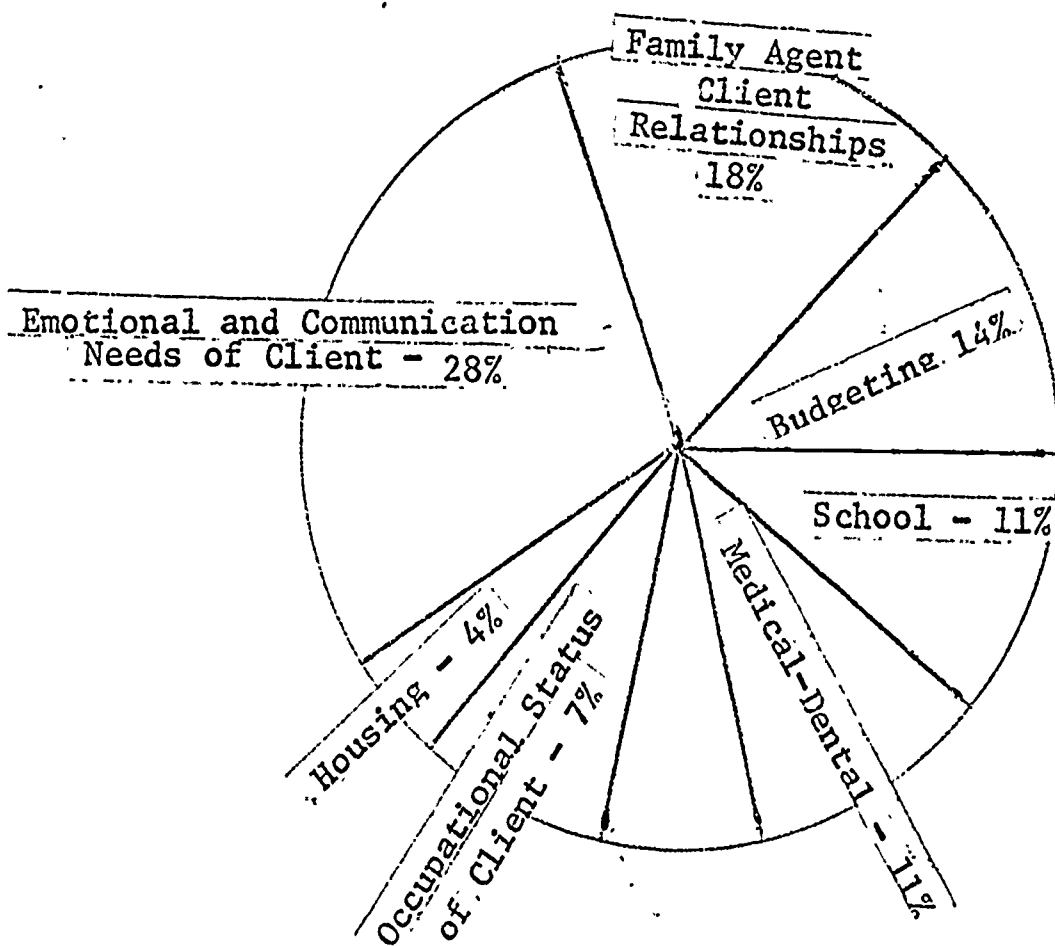 Family Agent
Client
Relationships
18%
Budgeting 14%
School - 11%
Medical-Dental - 11%
Occupational Status
of Client - 7%
Housing - 4%
Emotional and Communication
Needs of Client - 28%